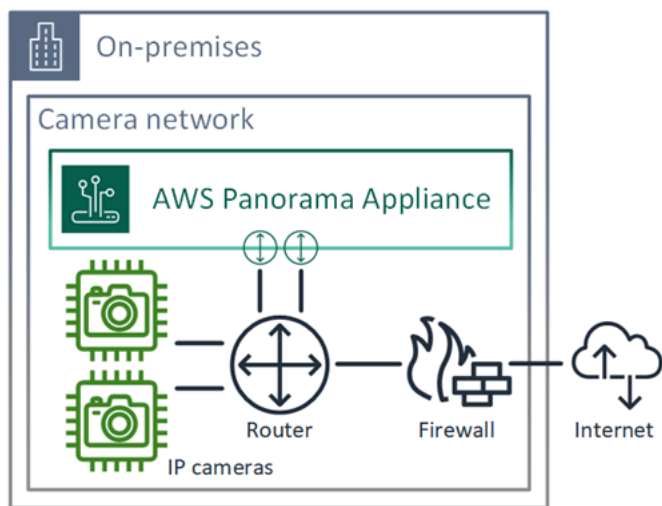 On-premises
Camera network
AWS Panorama Appliance
Router
Firewall
Internet
IP cameras